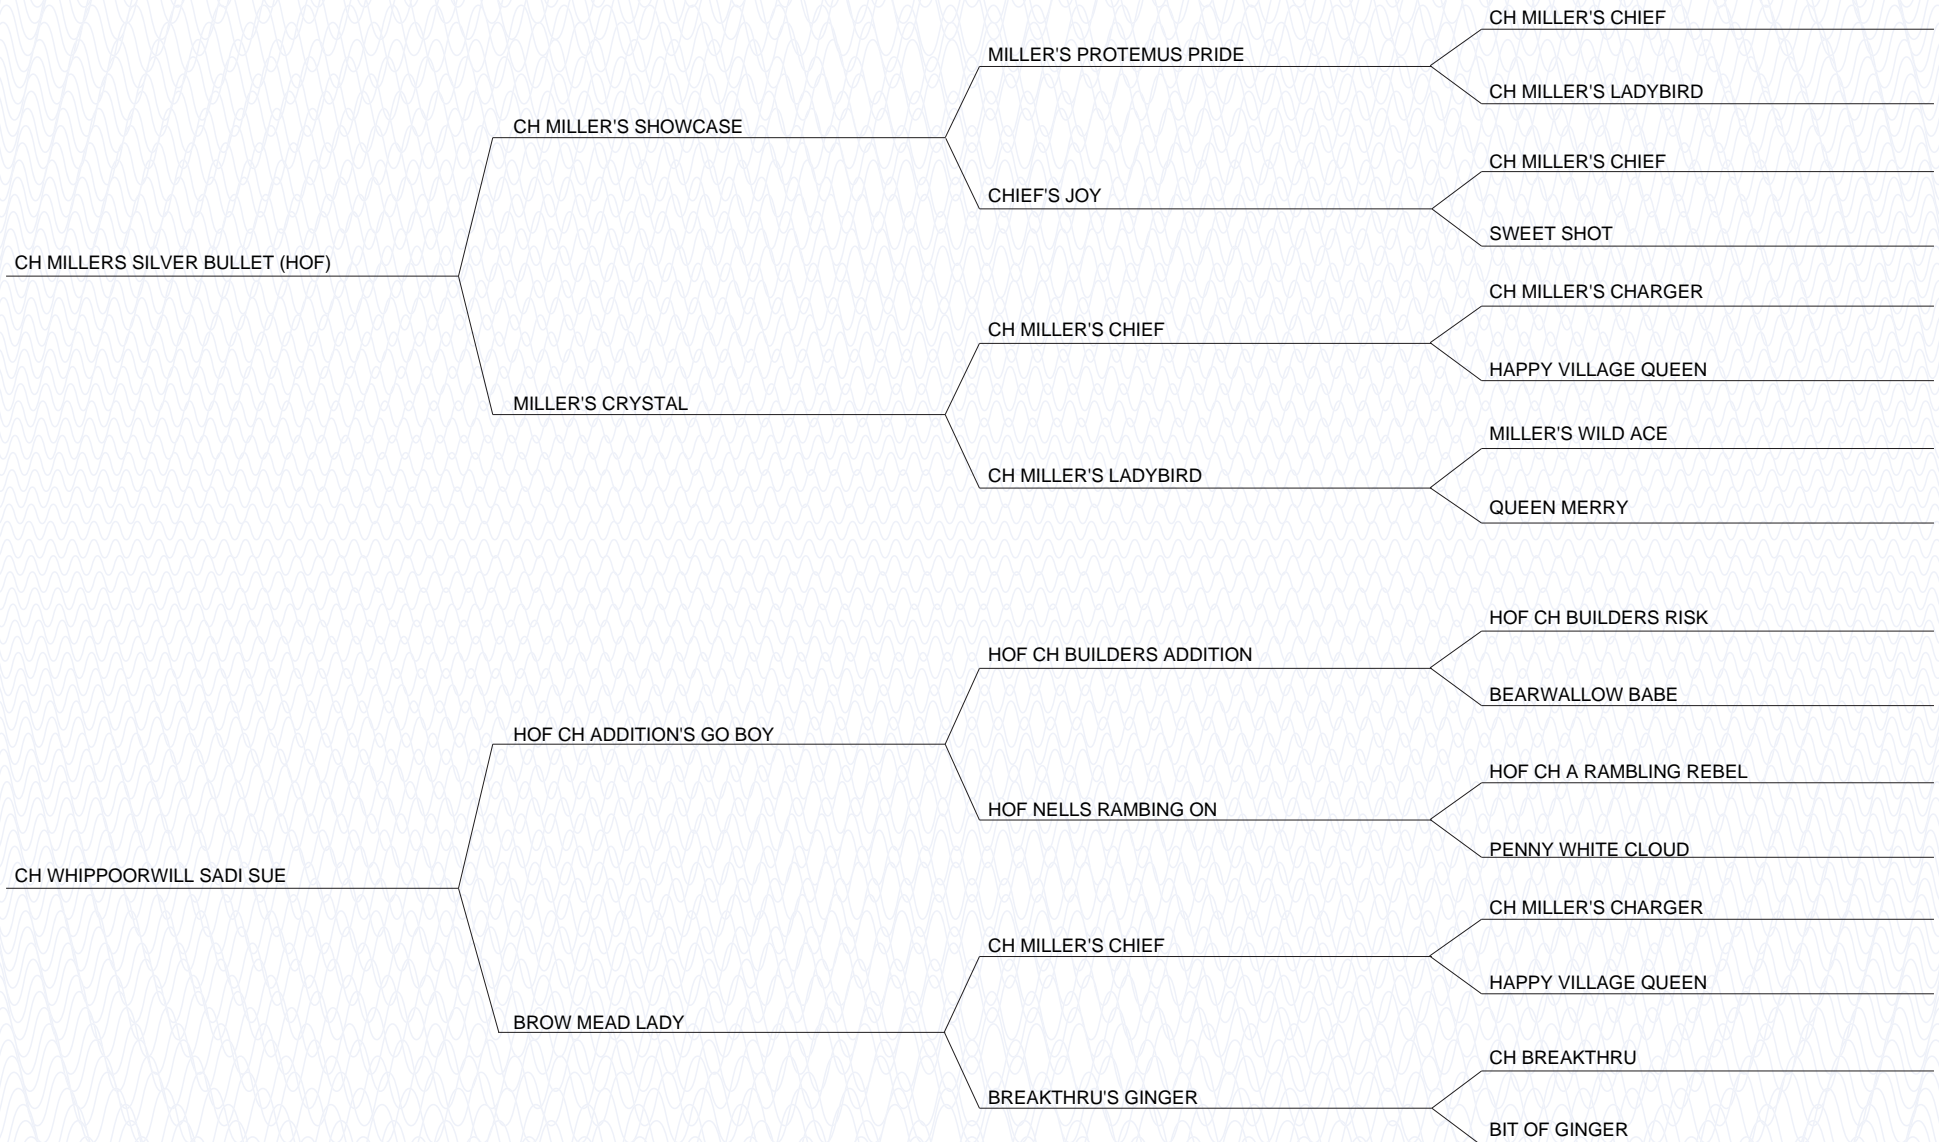 CH MILLER'S CHIEF
MILLER'S PROTEMUS PRIDE
CH MILLER'S LADYBIRD
CH MILLER'S SHOWCASE
CH MILLER'S CHIEF
CHIEF'S JOY
SWEET SHOT
CH MILLERS SILVER BULLET (HOF)
CH MILLER'S CHARGER
CH MILLER'S CHIEF
HAPPY VILLAGE QUEEN
MILLER'S CRYSTAL
MILLER'S WILD ACE
CH MILLER'S LADYBIRD
QUEEN MERRY
HOF CH BUILDERS RISK
HOF CH BUILDERS ADDITION
BEARWALLOW BABE
HOF CH ADDITION'S GO BOY
HOF CH A RAMBLING REBEL
HOF NELLS RAMBING ON
PENNY WHITE CLOUD
CH WHIPPOORWILL SADI SUE
CH MILLER'S CHARGER
CH MILLER'S CHIEF
HAPPY VILLAGE QUEEN
BROW MEAD LADY
CH BREAKTHRU
BREAKTHRU'S GINGER
BIT OF GINGER